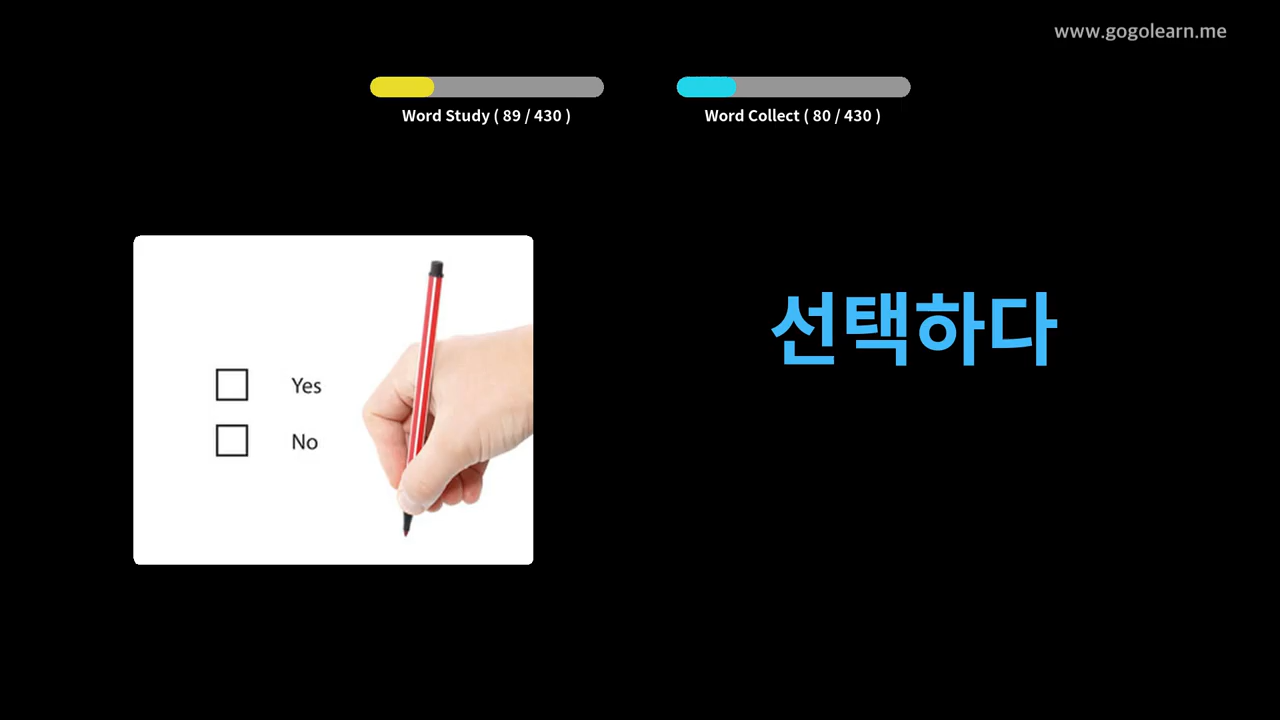 www.gogolearn.me
Word Study ( 89 / 430 )
Word Collect ( 80 / 430 )
선택하다
Yes
No